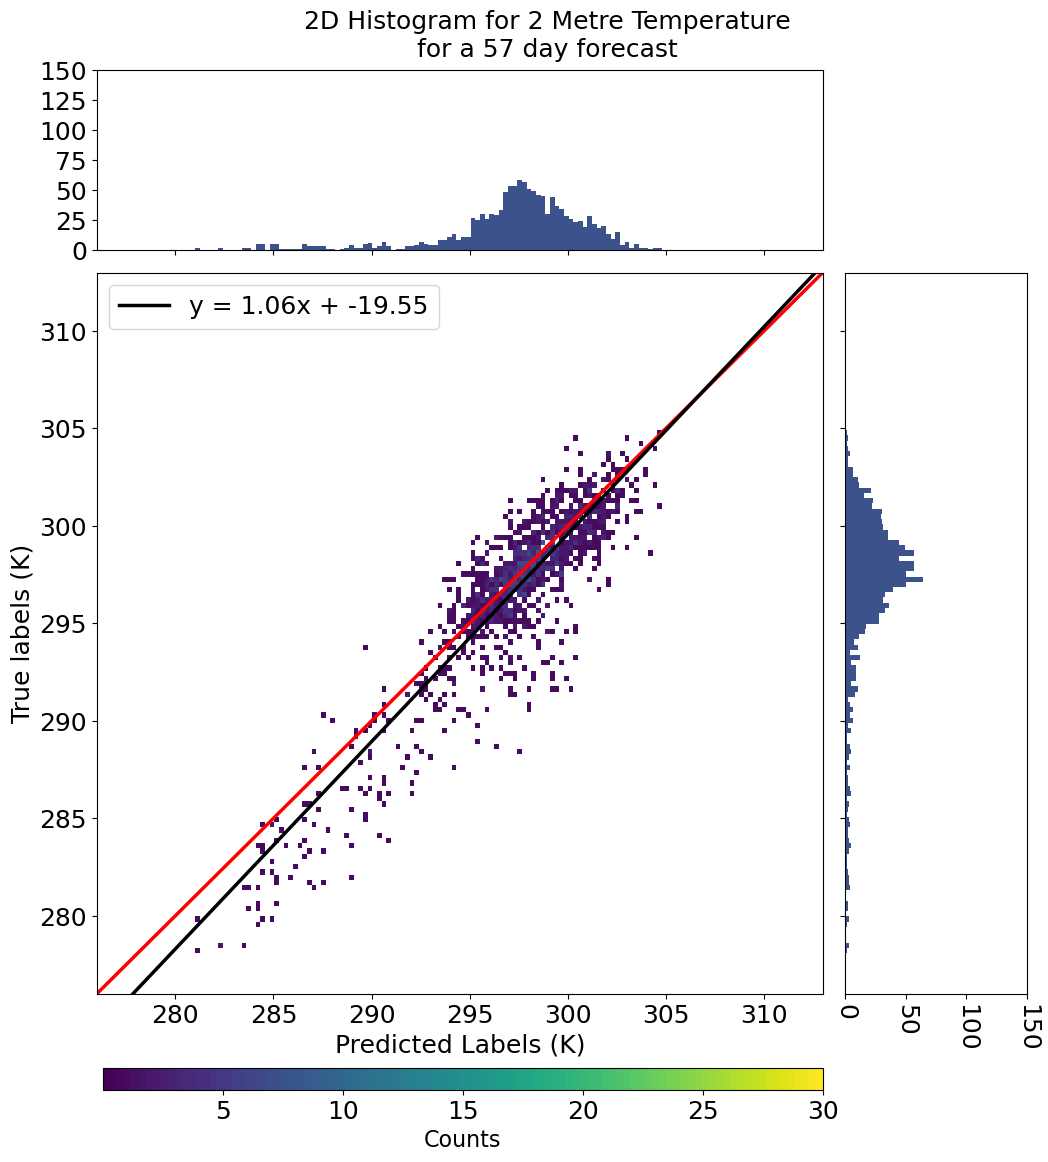 2D Histogram for 2 Metre Temperature
for a 57 day forecast
150
125
100
75
50
25
0
y = 1.06x + -19.55
310
305
300
295
290
285
280
True labels (K)
280 285 290 295 300 305 310
Predicted Labels (K)
0 50 100 150
5 10 15 20 25 30
Counts